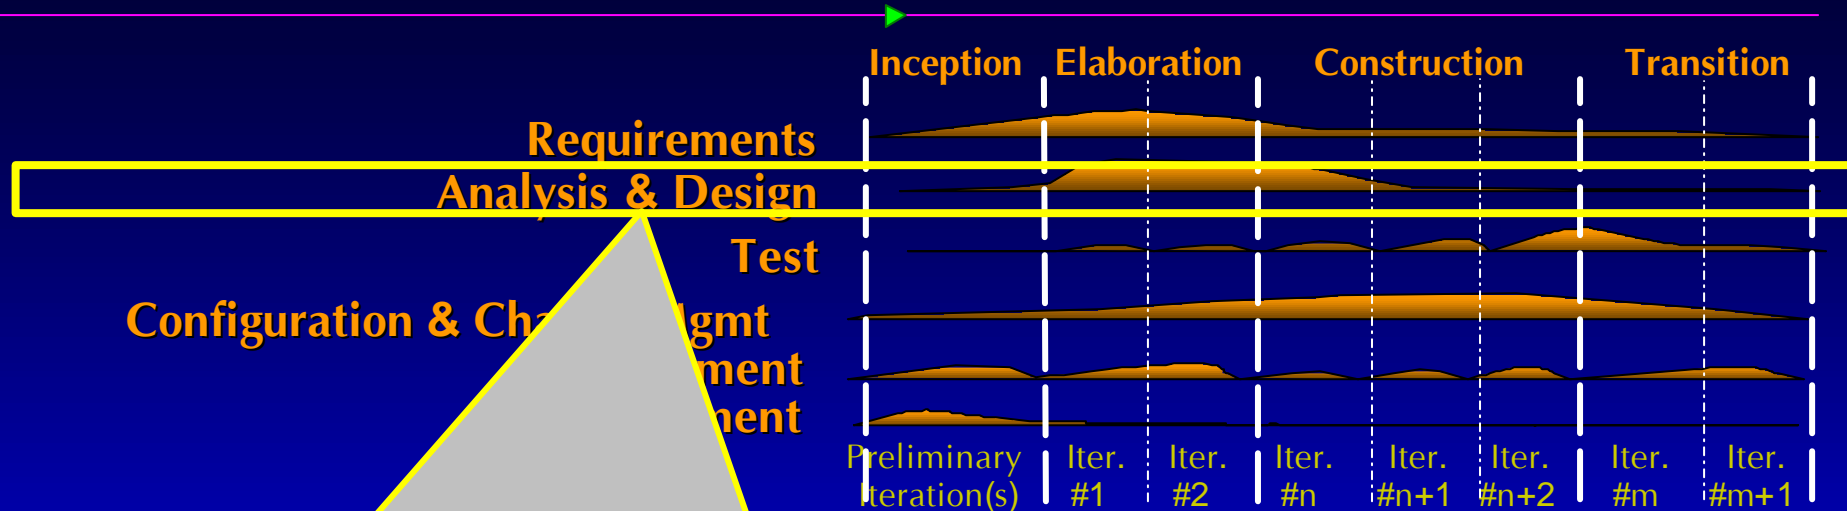 Inception Elaboration Construction Transition
Requirements
Analysis & Design
Test
Configuration & Cha lgmt
ment
ment
Preliminary Iter. Iter. Iter. Iter. Iter. Iter. Iter.
Iteration(s) #1 #2 #n #n+1 #n+2 #m #m+1